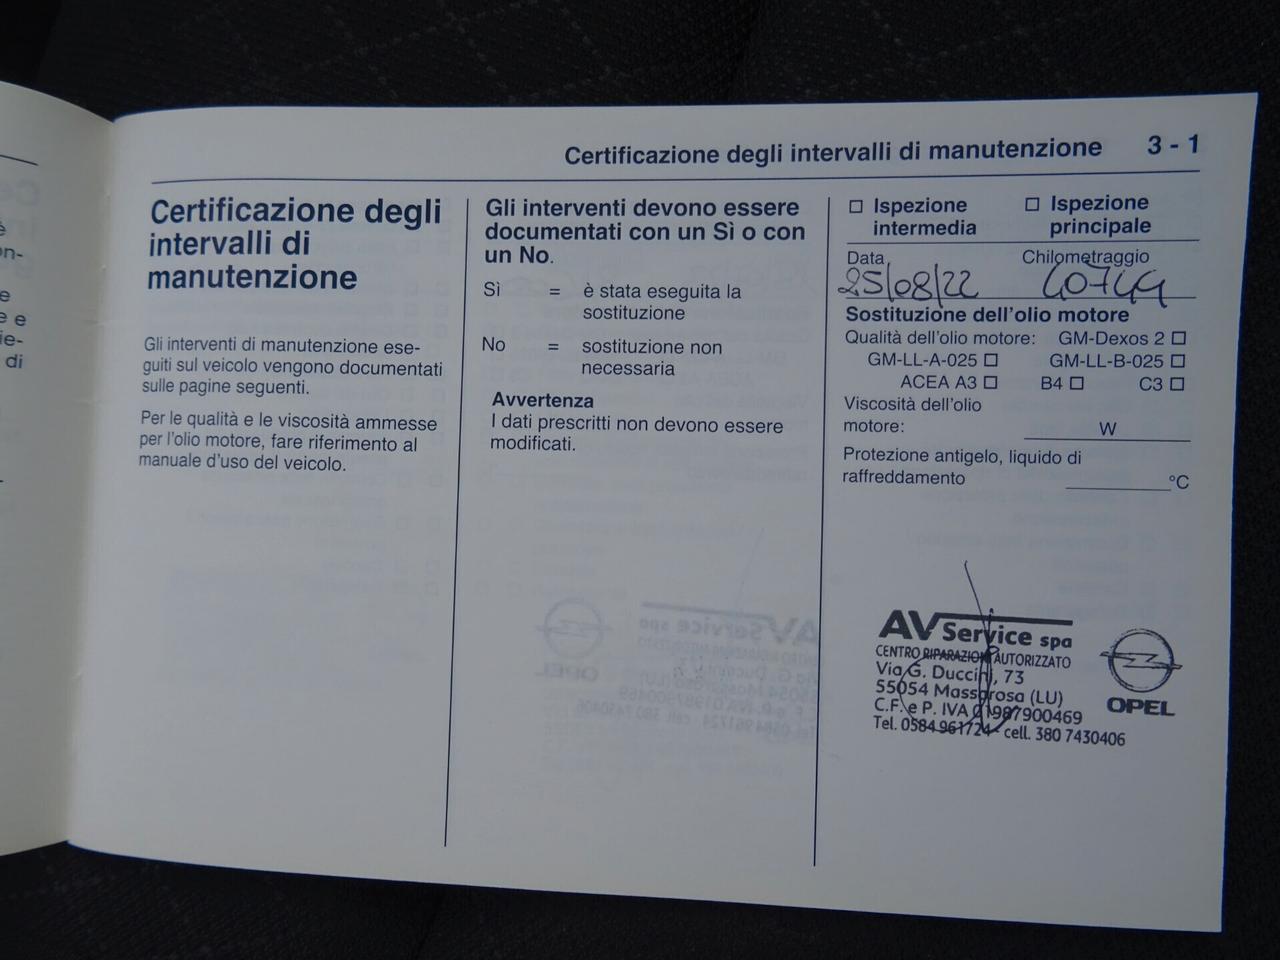 Certificazione degli intervalli di manutenzione 3 - 1
Certificazione degli
intervalli di
manutenzione
Gli interventi di manutenzione ese-
guiti sul veicolo vengono documentati
sulle pagine seguenti.
Per le qualità e le viscosità ammesse
per l'olio motore, fare riferimento al
manuale d'uso del veicolo.
Gli interventi devono essere
documentati con un Sì o con
un No.
Sì = è stata eseguita la
sostituzione
No = sostituzione non
necessaria
Avvertenza
I dati prescritti non devono essere
modificati.
Ispezione
intermedia
Ispezione
principale
Data Chilometraggio
25/08/22 40744
Sostituzione dell'olio motore
Qualità dell'olio motore: GM-Dexos 2
GM-LL-A-025 GM-LL-B-025
ACEA A3 B4 C3
Viscosità dell'olio
motore: W
Protezione antigelo, liquido di
raffreddamento °C
AV Service spa
CENTRO RIPARAZIONI AUTORIZZATO
Via G. Duccini, 73
55054 Massarosa (LU)
C.F. e P. IVA 01987900469
Tel. 0584 961724 - cell. 380 7430406
OPEL
è
on-
e
e e
ie-
di